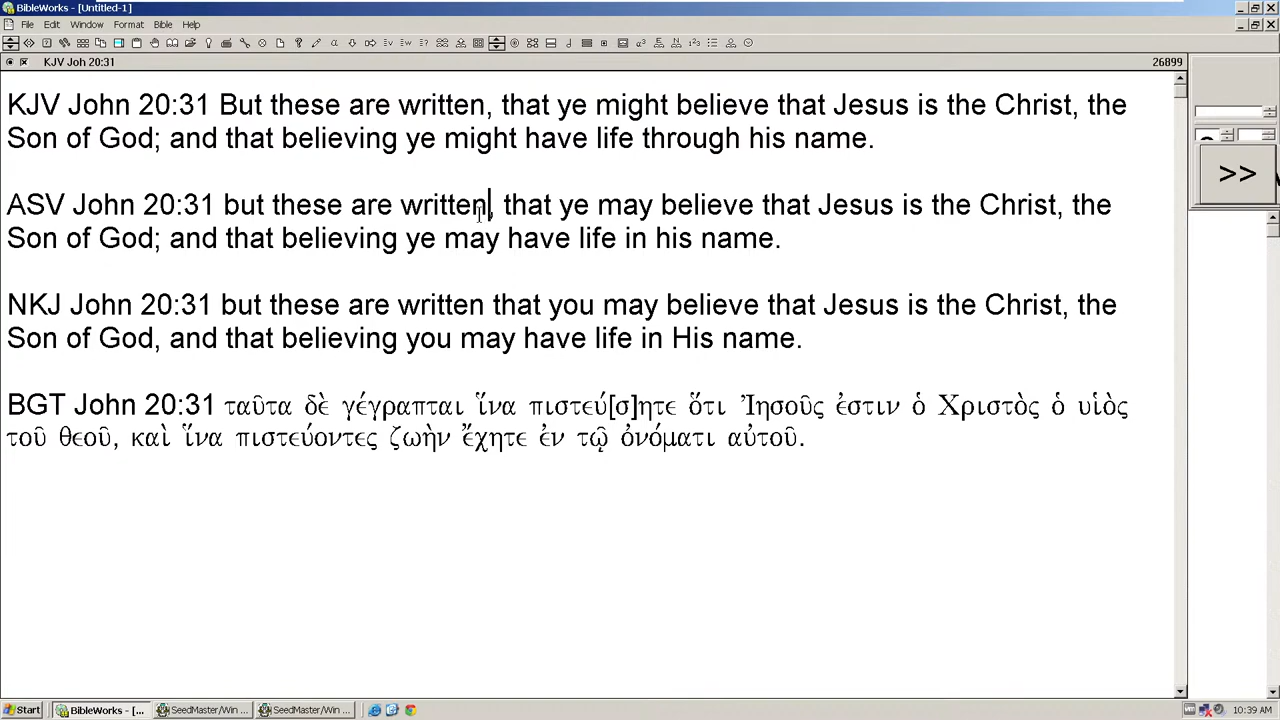 BibleWorks - [Untitled-1]
File Edit Window Format Bible Help
KJV Joh 20:31 26899
KJV John 20:31 But these are written, that ye might believe that Jesus is the Christ, the
Son of God; and that believing ye might have life through his name.
>>
ASV John 20:31 but these are written, that ye may believe that Jesus is the Christ, the
Son of God; and that believing ye may have life in his name.
NKJ John 20:31 but these are written that you may believe that Jesus is the Christ, the
Son of God, and that believing you may have life in His name.
BGT John 20:31 ταῦτα δὲ γέγραπται ἵνα πιστεύ[σ]ητε ὅτι Ἰησοῦς ἐστιν ὁ Χριστὸς ὁ υἱὸς
τοῦ θεοῦ, καὶ ἵνα πιστεύοντες ζωὴν ἔχητε ἐν τῷ ὀνόματι αὐτοῦ.
Start BibleWorks - [... SeedMaster/Win ... SeedMaster/Win ... 10:39 AM